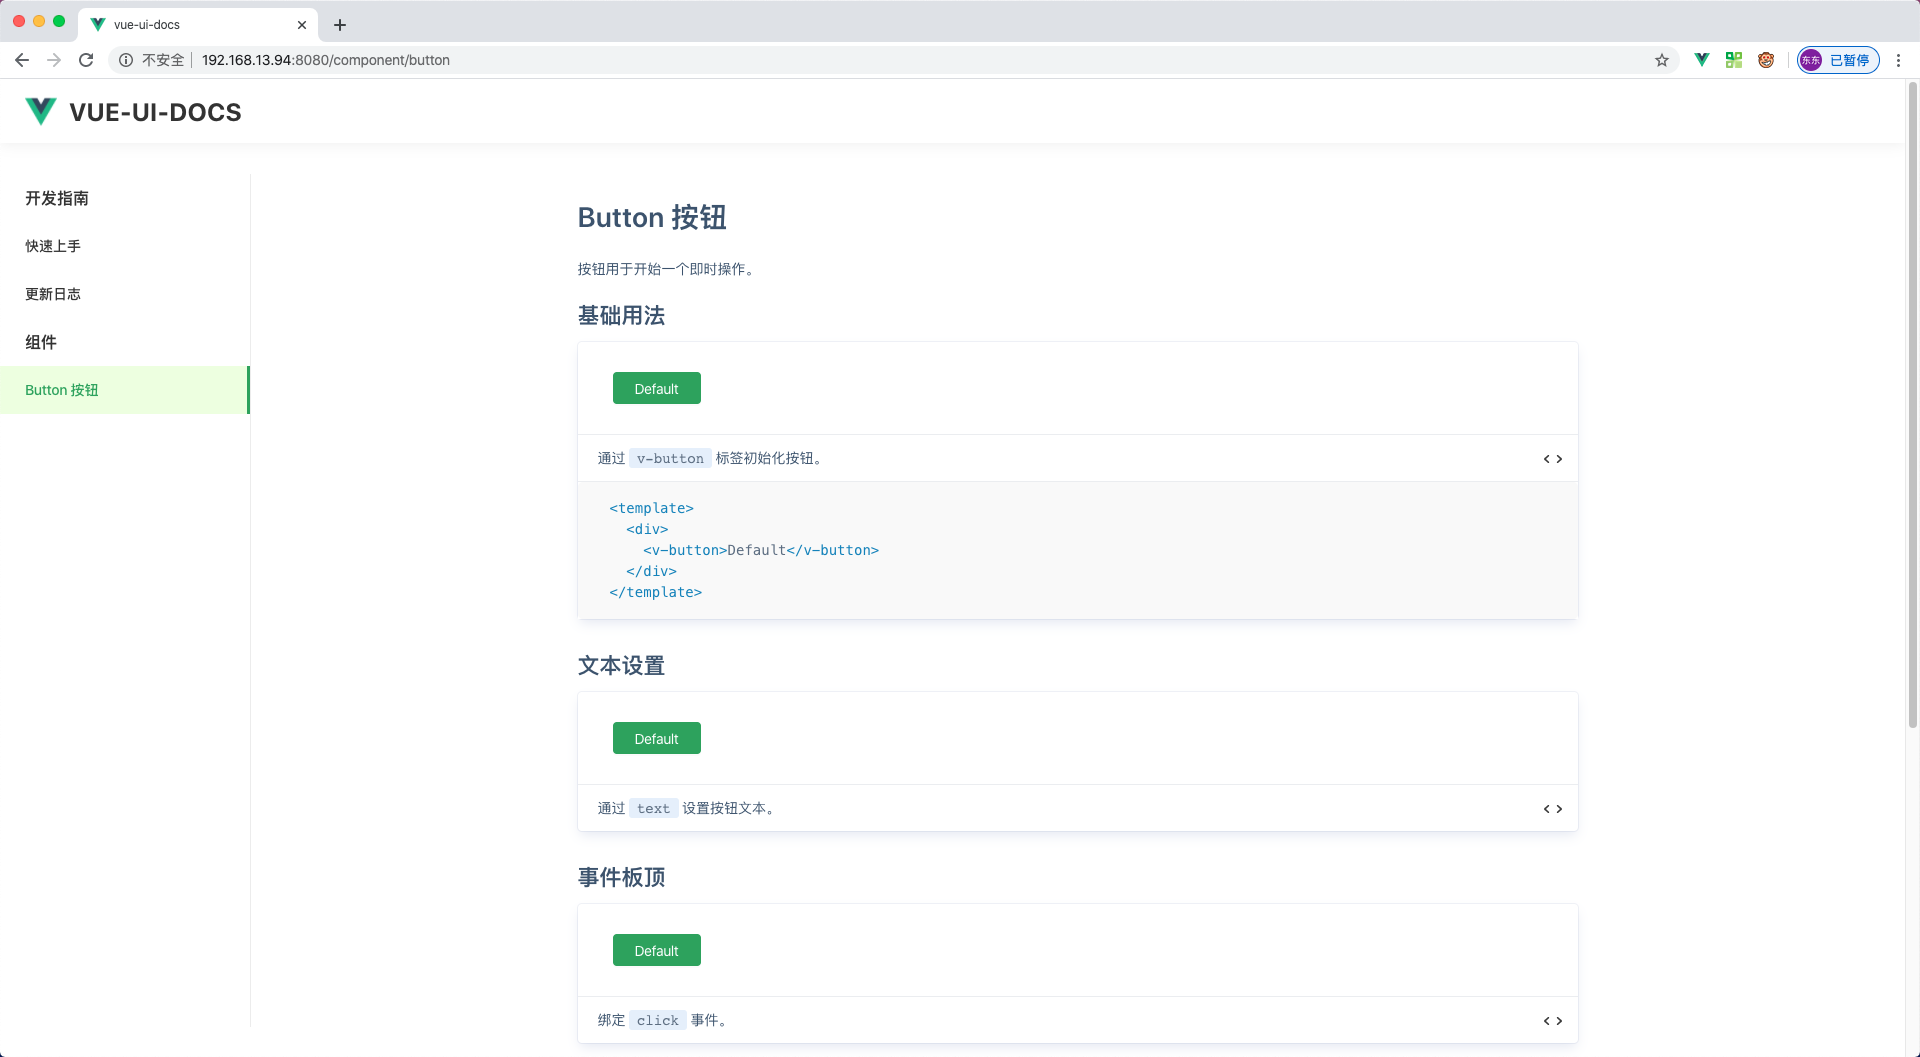 vue-ui-docs
不安全
192.168.13.94:8080/component/button
东东
已暂停
VUE-UI-DOCS
开发指南
快速上手
更新日志
组件
Button 按钮
Button 按钮
按钮用于开始一个即时操作。
基础用法
Default
通过 v-button 标签初始化按钮。
<template>
  <div>
    <v-button>Default</v-button>
  </div>
</template>
文本设置
Default
通过 text 设置按钮文本。
事件板顶
Default
绑定 click 事件。